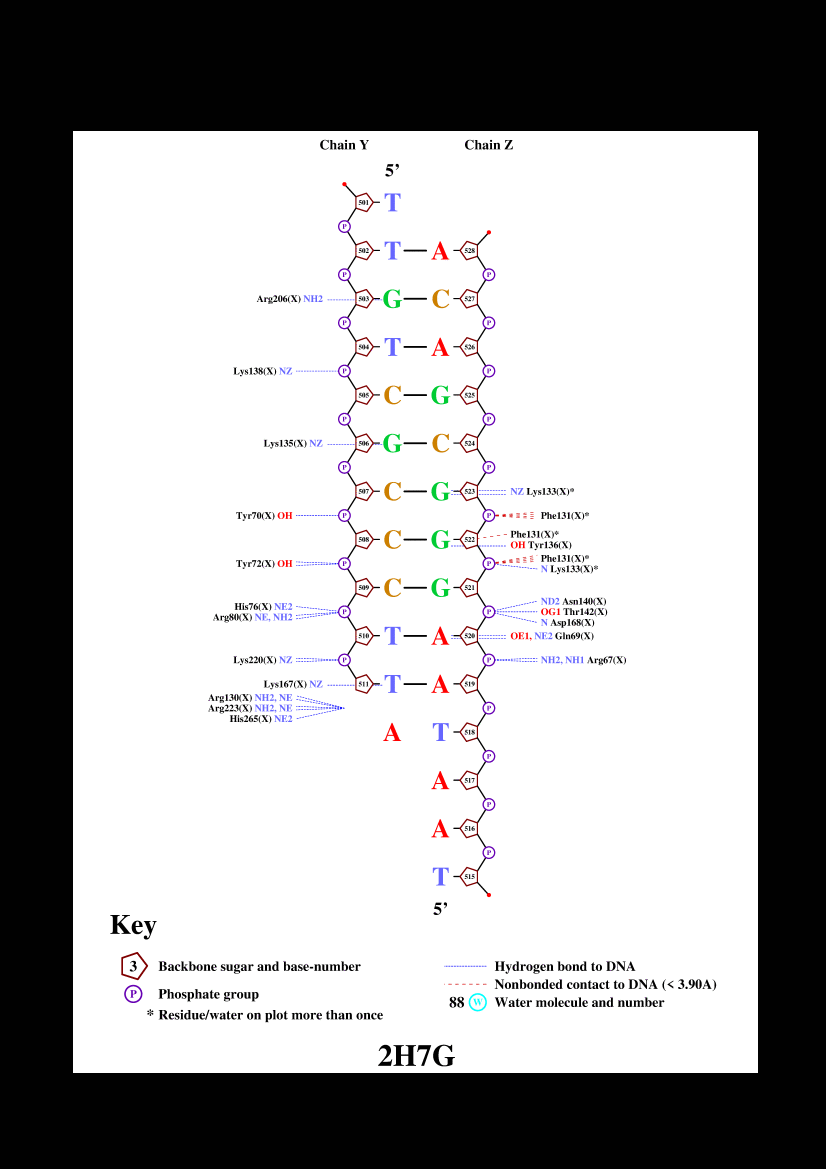 Chain Y Chain Z
5’
501 T
P
502 T A 528
P P
Arg206(X) NH2 503 G C 527
P P
504 T A 526
Lys138(X) NZ P P
505 C G 525
P P
Lys135(X) NZ 506 G C 524
P P
507 C G 523 NZ Lys133(X)*
Tyr70(X) OH P P Phe131(X)*
Phe131(X)*
508 C G 522
OH Tyr136(X)
Phe131(X)*
Tyr72(X) OH P P
N Lys133(X)*
509 C G 521
ND2 Asn140(X)
His76(X) NE2
P P OG1 Thr142(X)
Arg80(X) NE, NH2
N Asp168(X)
510 T A 520 OE1, NE2 Gln69(X)
Lys220(X) NZ P P NH2, NH1 Arg67(X)
Lys167(X) NZ 511 T A 519
Arg130(X) NH2, NE
Arg223(X) NH2, NE P
His265(X) NE2
A T 518
P
A 517
P
A 516
P
T 515
5’
Key
3 Backbone sugar and base-number
P Phosphate group
* Residue/water on plot more than once
Hydrogen bond to DNA
Nonbonded contact to DNA (< 3.90A)
88 W Water molecule and number
2H7G